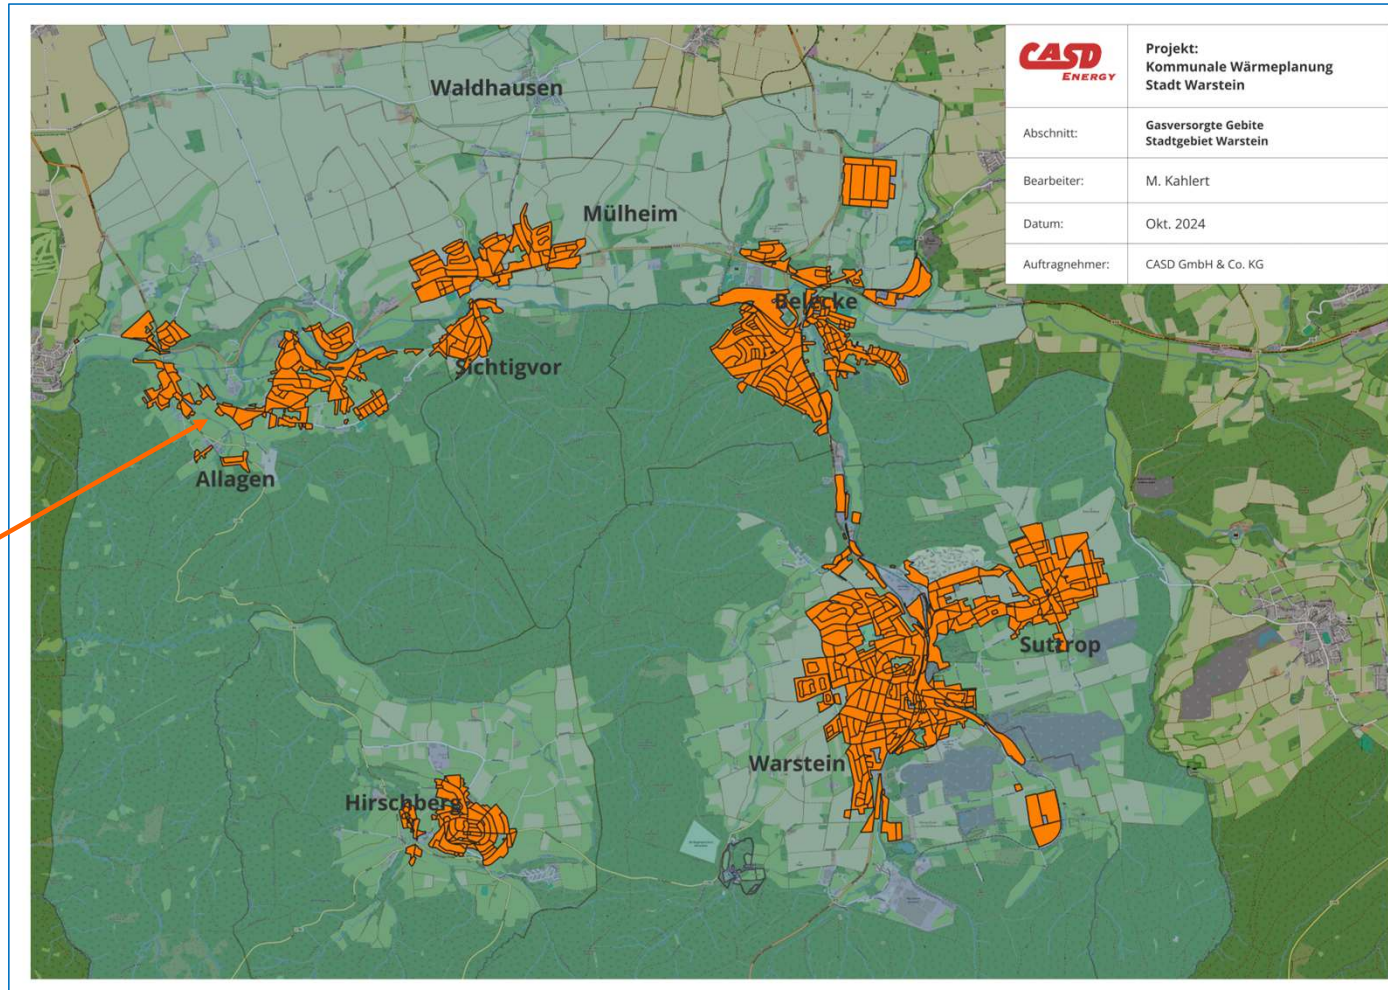 CASD
ENERGY
Projekt:
Kommunale Wärmeplanung
Stadt Warstein
Abschnitt:
Gasversorgte Gebite
Stadtgebiet Warstein
Bearbeiter:
M. Kahlert
Datum:
Okt. 2024
Auftragnehmer:
CASD GmbH & Co. KG
Waldhausen
Mülheim
Belecke
Sichtigvor
Allagen
Suttrop
Warstein
Hirschberg